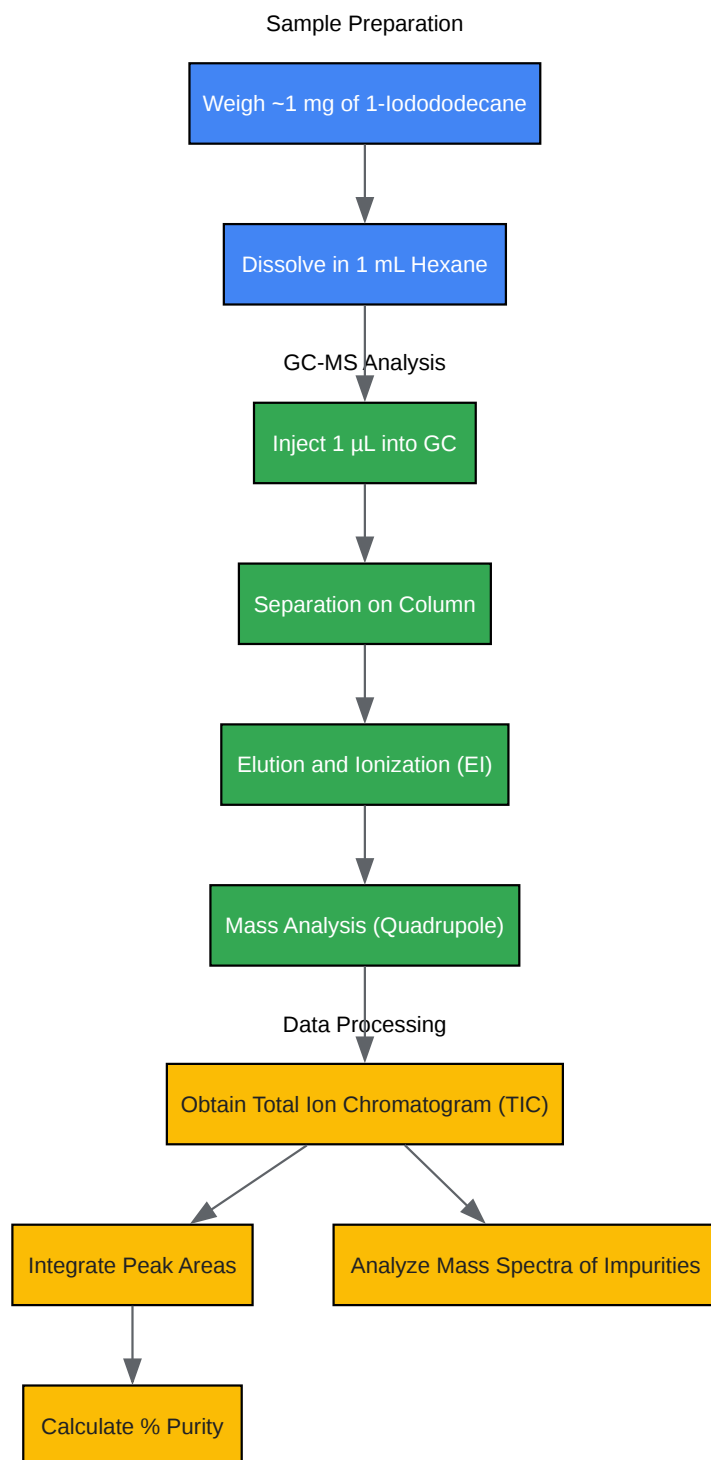 Sample Preparation
Weigh ~1 mg of 1-Iodododecane
Dissolve in 1 mL Hexane
GC-MS Analysis
Inject 1 µL into GC
Separation on Column
Elution and Ionization (EI)
Mass Analysis (Quadrupole)
Data Processing
Obtain Total Ion Chromatogram (TIC)
Integrate Peak Areas
Analyze Mass Spectra of Impurities
Calculate % Purity